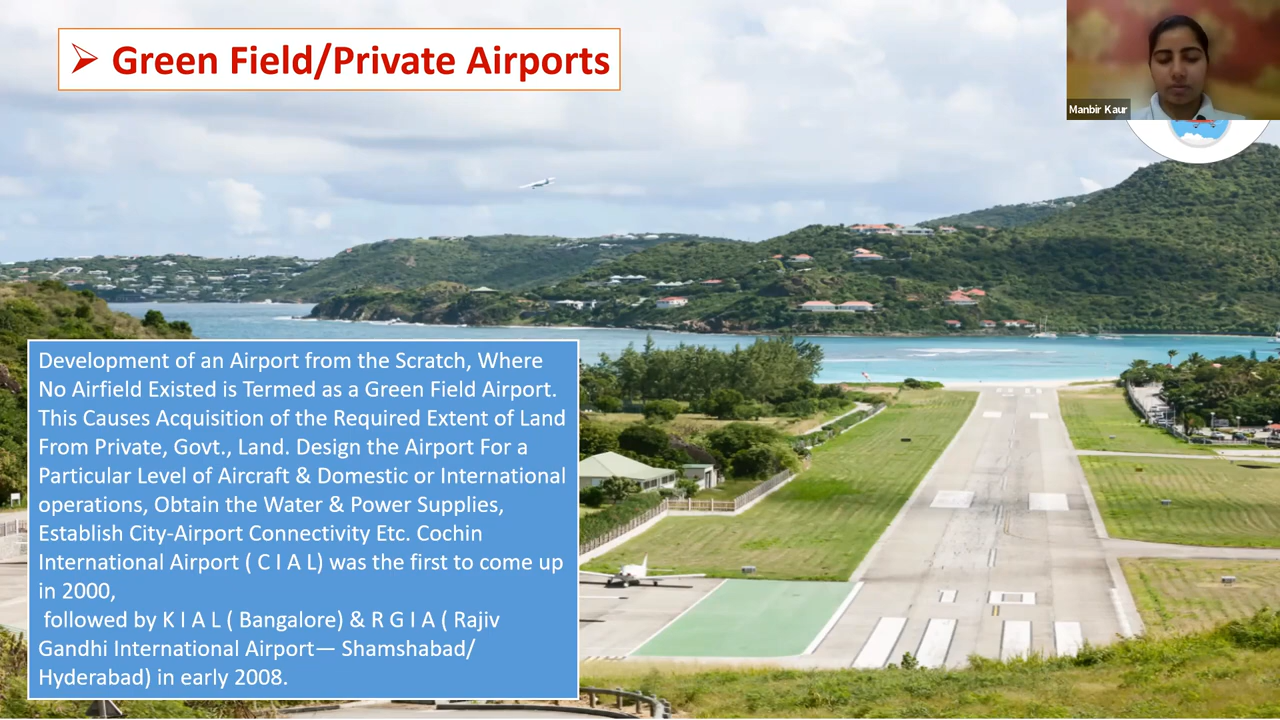 ➢ Green Field/Private Airports
Manbir Kaur
Development of an Airport from the Scratch, Where
No Airfield Existed is Termed as a Green Field Airport.
This Causes Acquisition of the Required Extent of Land
From Private, Govt., Land. Design the Airport For a
Particular Level of Aircraft & Domestic or International
operations, Obtain the Water & Power Supplies,
Establish City-Airport Connectivity Etc. Cochin
International Airport ( C I A L) was the first to come up
in 2000,
followed by K I A L ( Bangalore) & R G I A ( Rajiv
Gandhi International Airport— Shamshabad/
Hyderabad) in early 2008.